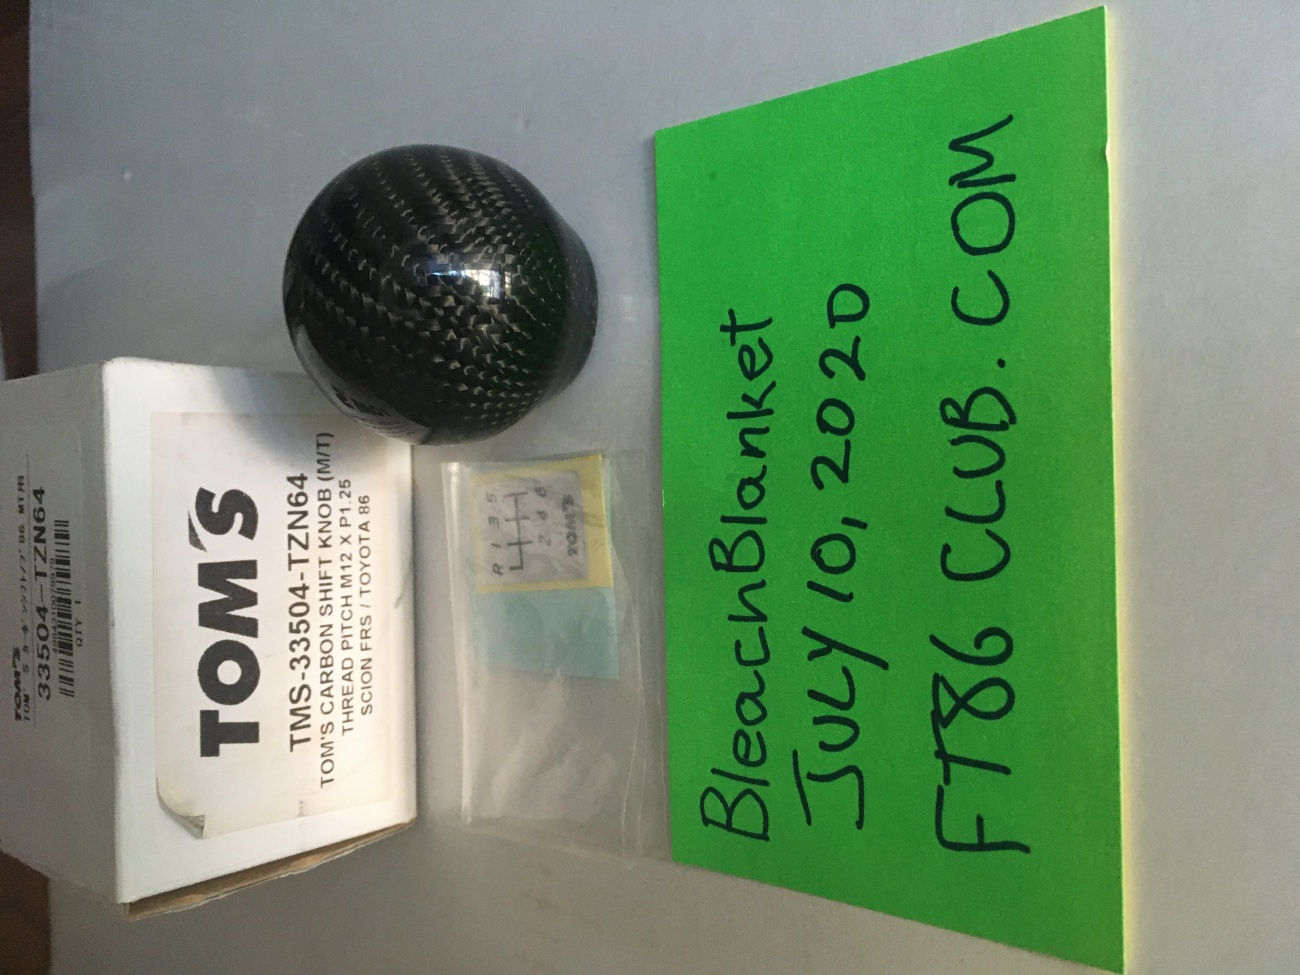 TOM'S
33504-TZN64
QTY 1
TOM'S
TMS-33504-TZN64
TOM'S CARBON SHIFT KNOB (M/T)
THREAD PITCH M12 X P1.25
SCION FRS / TOYOTA 86
R 1 3 5
2 4 6
TOM'S
BleachBlanket
JULY 10, 2020
FT86 CLUB.COM